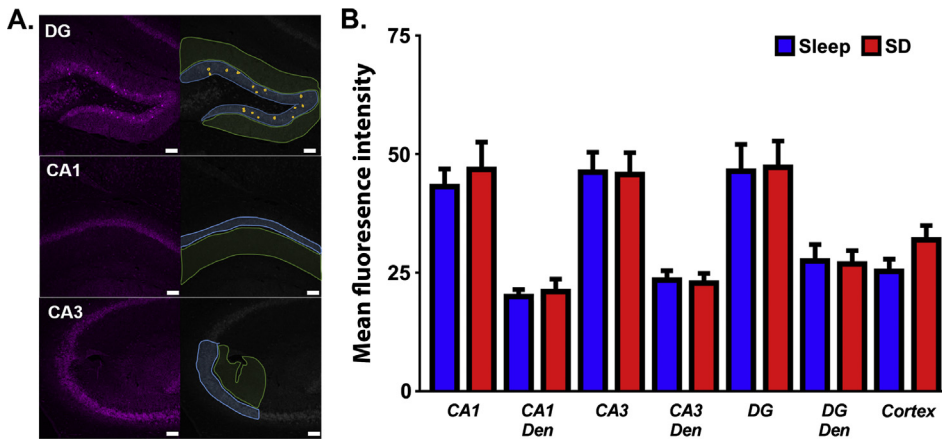 A.
DG
CA1
CA3
B.
Mean fluoresence intensity
75
50
25
0
Sleep
SD
CA1
CA1
Den
CA3
CA3
Den
DG
DG
Den
Cortex